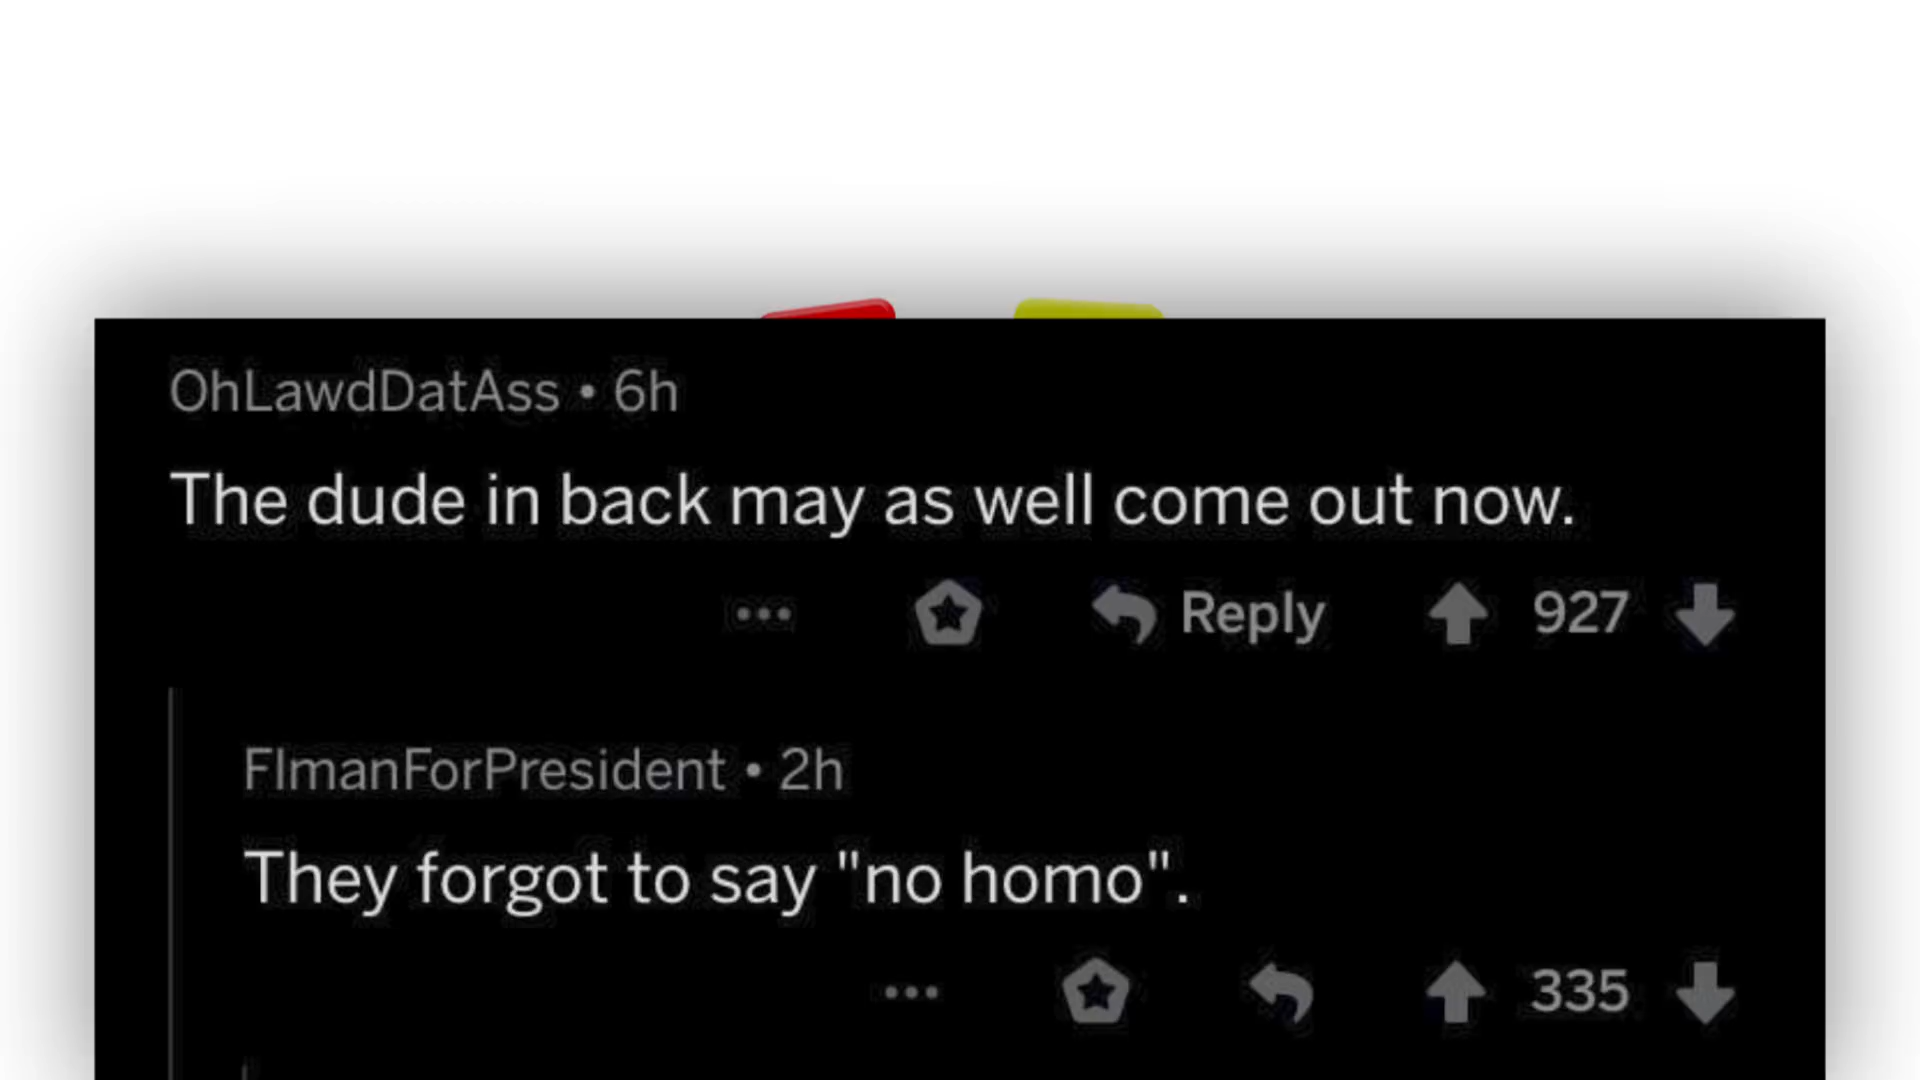 OhLawdDatAss • 6h
The dude in back may as well come out now.
Reply 927
FlmanForPresident • 2h
They forgot to say "no homo".
335